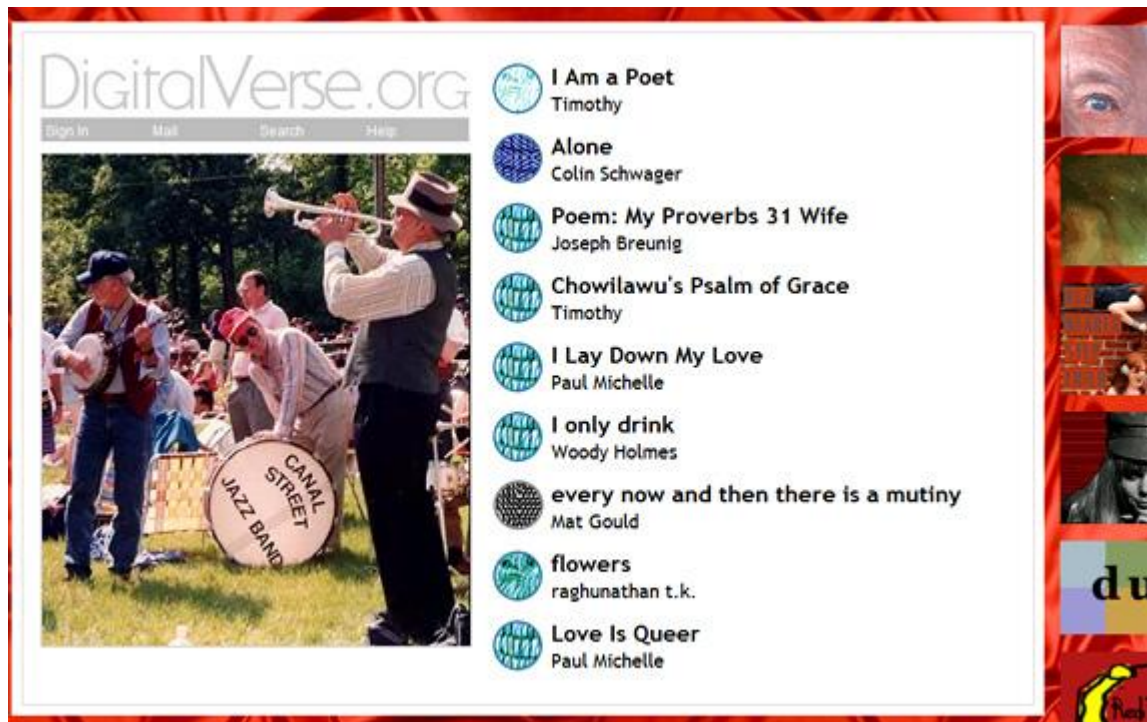 DigitalVerse.org
Sign In Mail Search Help
CANAL
STREET
JAZZ BAND
I Am a Poet
Timothy
Alone
Colin Schwager
Poem: My Proverbs 31 Wife
Joseph Breunig
Chowilawu's Psalm of Grace
Timothy
I Lay Down My Love
Paul Michelle
I only drink
Woody Holmes
every now and then there is a mutiny
Mat Gould
flowers
raghunathan t.k.
Love Is Queer
Paul Michelle
du